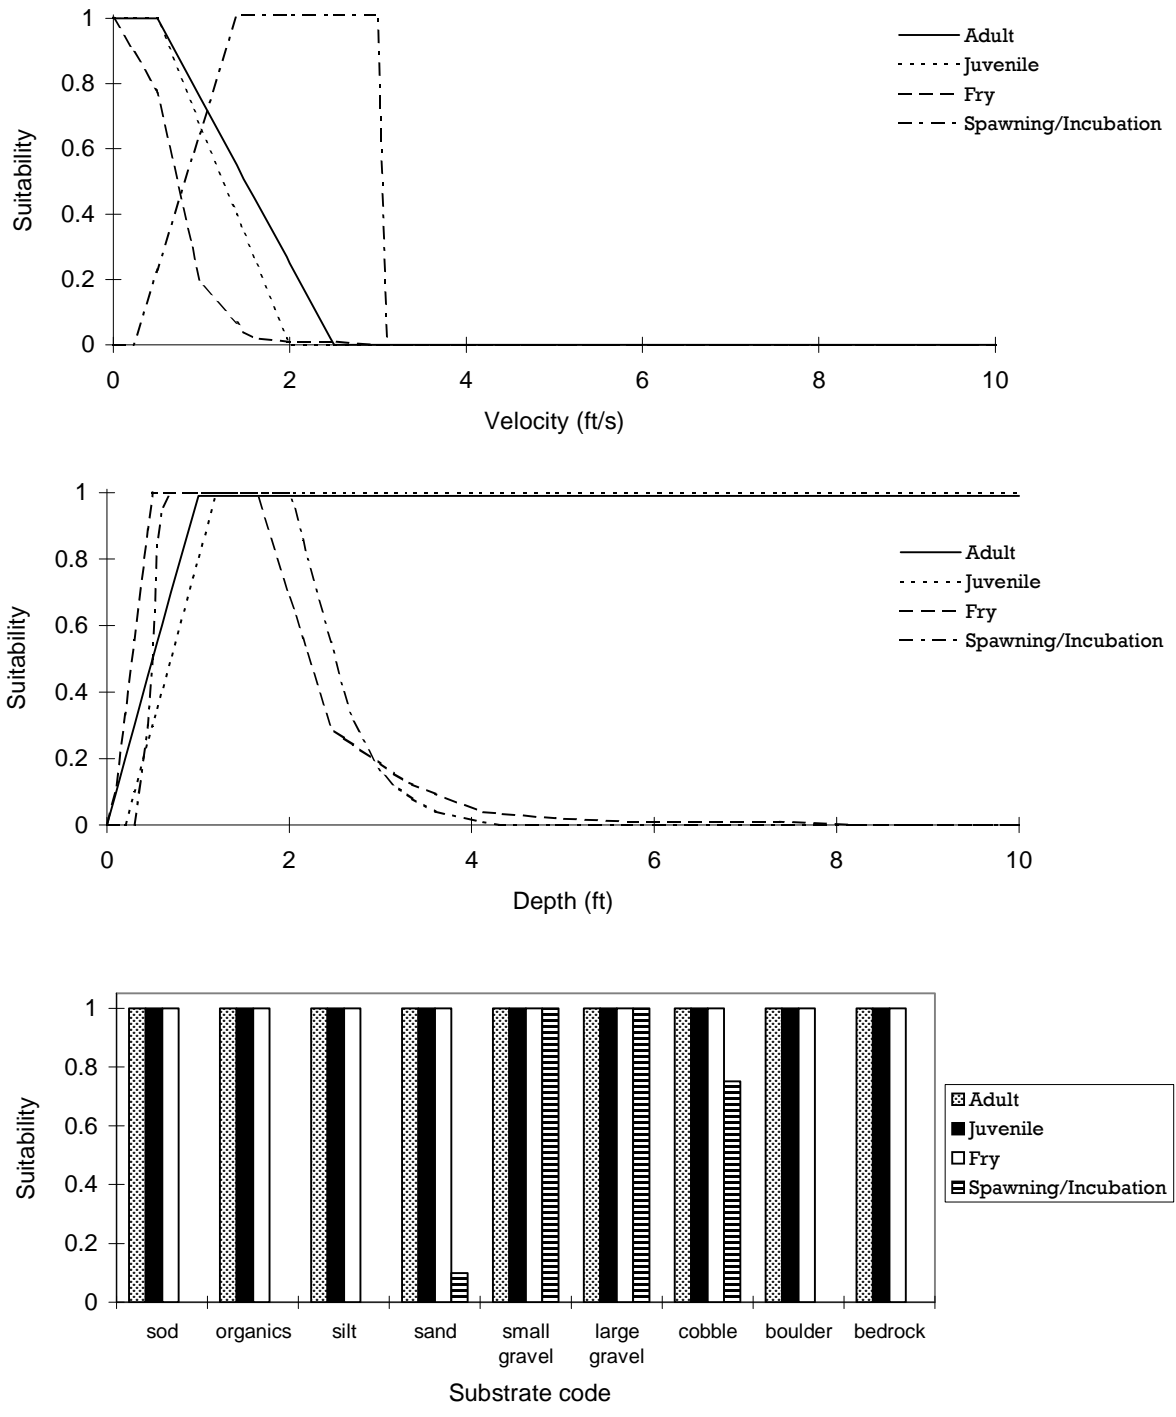 1
0.8
0.6
0.4
0.2
0
Suitability
0 2 4 6 8 10
Velocity (ft/s)
Adult
Juvenile
Fry
Spawning/Incubation
1
0.8
0.6
0.4
0.2
0
Suitability
0 2 4 6 8 10
Depth (ft)
Adult
Juvenile
Fry
Spawning/Incubation
1
0.8
0.6
0.4
0.2
0
Suitability
sod organics silt sand small large cobble boulder bedrock
gravel gravel
Substrate code
Adult
Juvenile
Fry
Spawning/Incubation